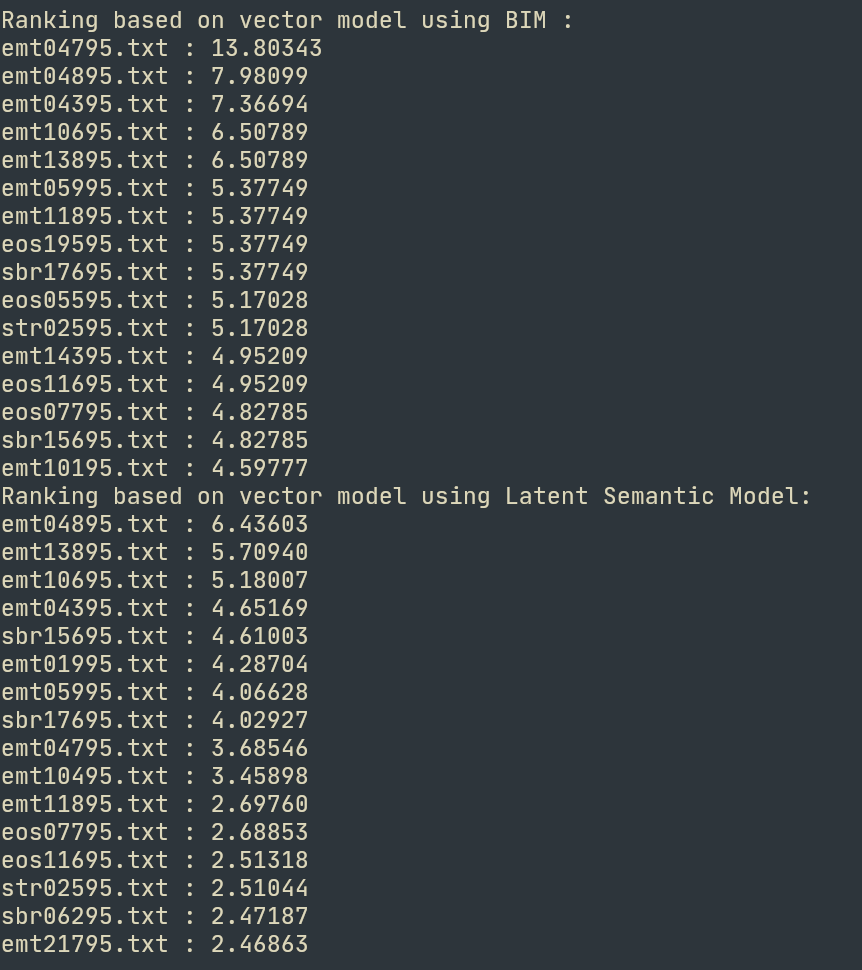 Ranking based on vector model using BIM :
emt04795.txt : 13.80343
emt04895.txt : 7.98099
emt04395.txt : 7.36694
emt10695.txt : 6.50789
emt13895.txt : 6.50789
emt05995.txt : 5.37749
emt11895.txt : 5.37749
eos19595.txt : 5.37749
sbr17695.txt : 5.37749
eos05595.txt : 5.17028
str02595.txt : 5.17028
emt14395.txt : 4.95209
eos11695.txt : 4.95209
eos07795.txt : 4.82785
sbr15695.txt : 4.82785
emt10195.txt : 4.59777
Ranking based on vector model using Latent Semantic Model:
emt04895.txt : 6.43603
emt13895.txt : 5.70940
emt10695.txt : 5.18007
emt04395.txt : 4.65169
sbr15695.txt : 4.61003
emt01995.txt : 4.28704
emt05995.txt : 4.06628
sbr17695.txt : 4.02927
emt04795.txt : 3.68546
emt10495.txt : 3.45898
emt11895.txt : 2.69760
eos07795.txt : 2.68853
eos11695.txt : 2.51318
str02595.txt : 2.51044
sbr06295.txt : 2.47187
emt21795.txt : 2.46863